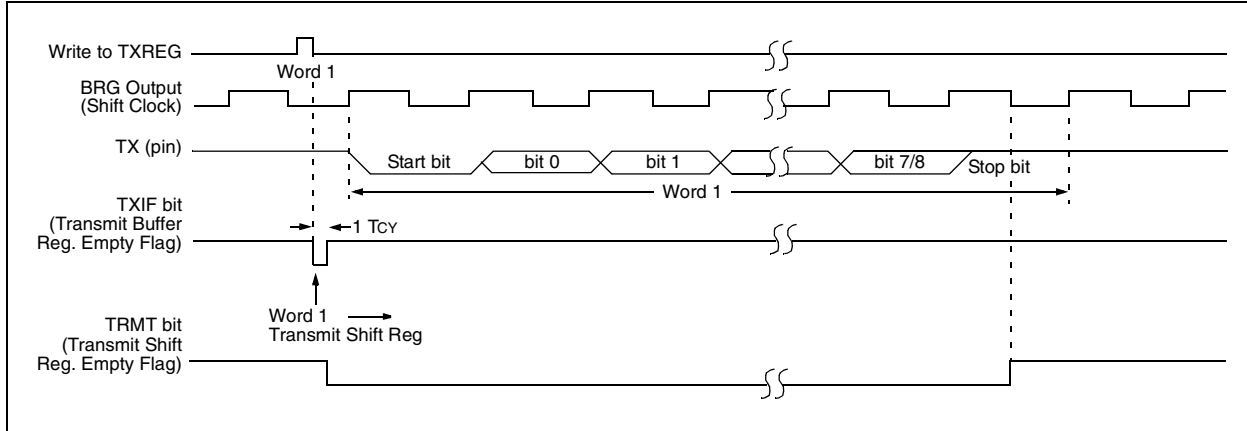 Write to TXREG
Word 1
BRG Output
(Shift Clock)
TX (pin)
Start bit
bit 0
bit 1
bit 7/8
Stop bit
Word 1
TXIF bit
(Transmit Buffer
Reg. Empty Flag)
1 TCY
Word 1
Transmit Shift Reg
TRMT bit
(Transmit Shift
Reg. Empty Flag)